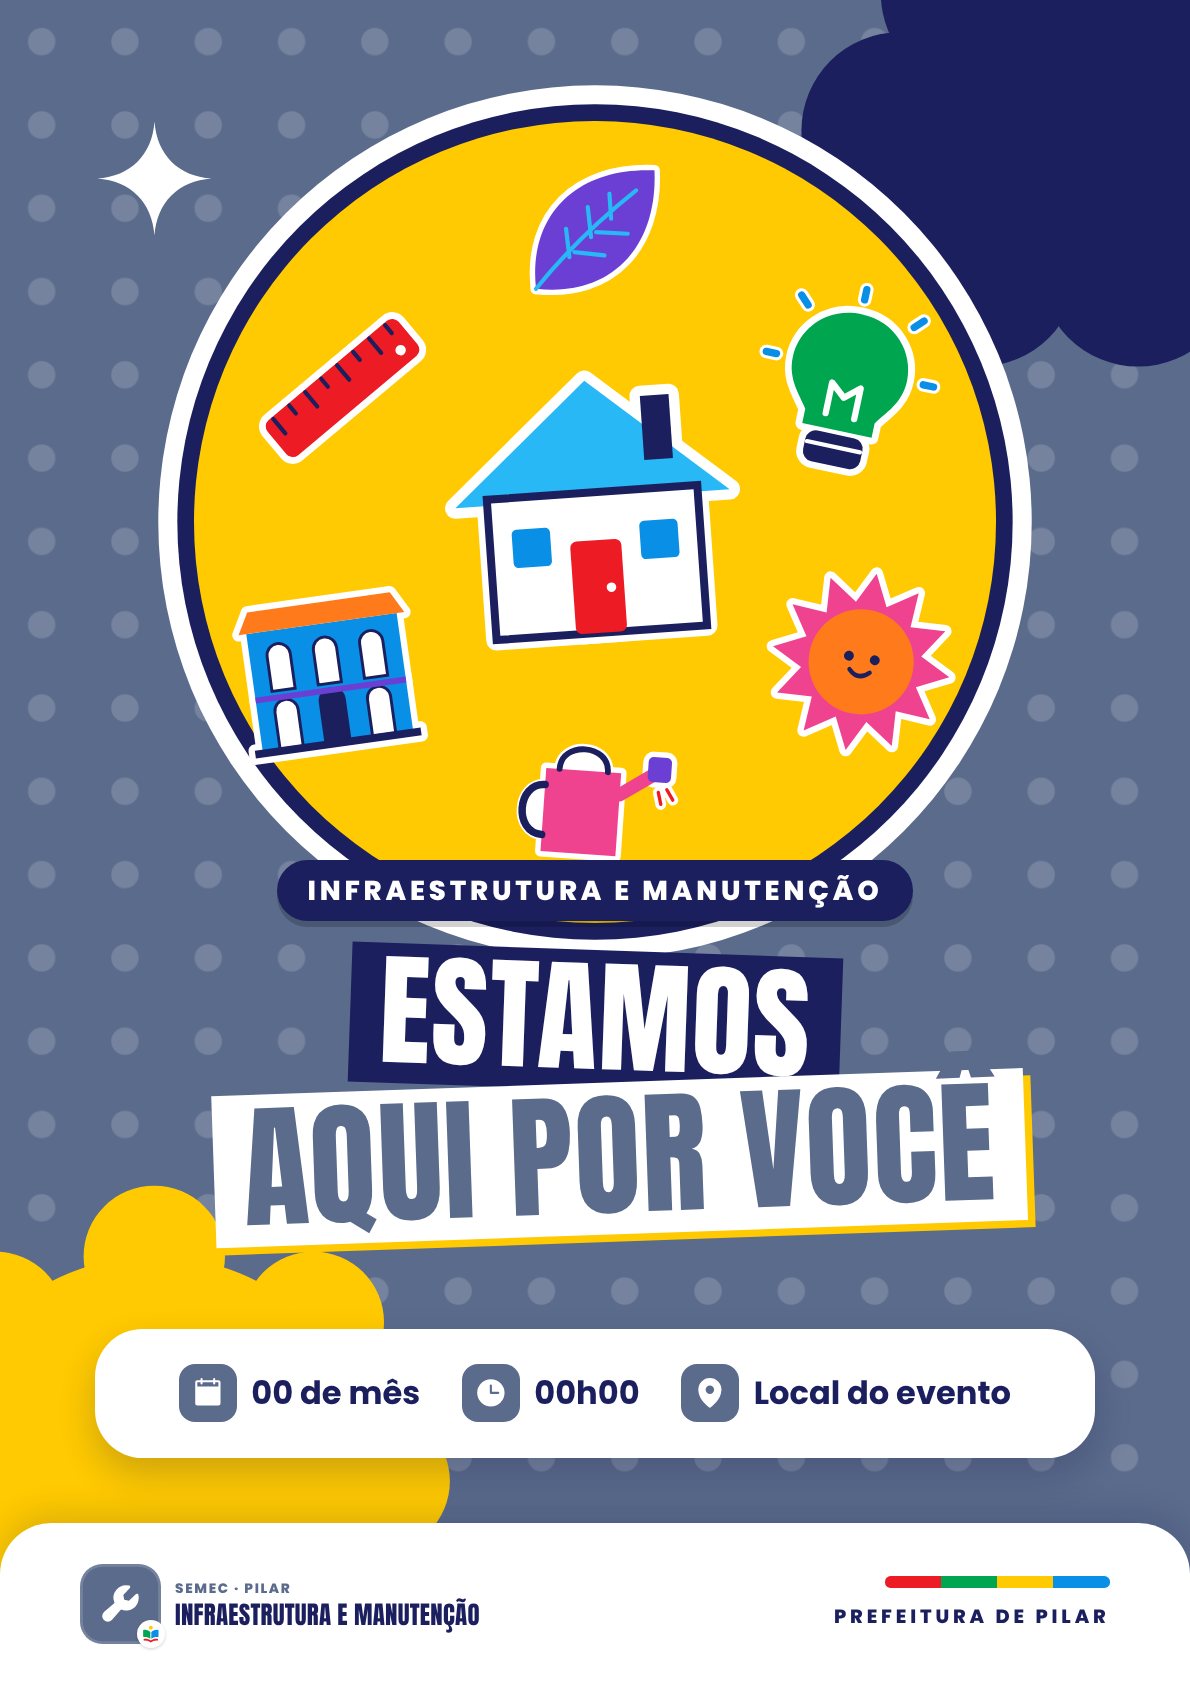 INFRAESTRUTURA E MANUTENÇÃO
ESTAMOS
AQUI POR VOCÊ
00 de mês
00h00
Local do evento
SEMEC · PILAR
INFRAESTRUTURA E MANUTENÇÃO
PREFEITURA DE PILAR